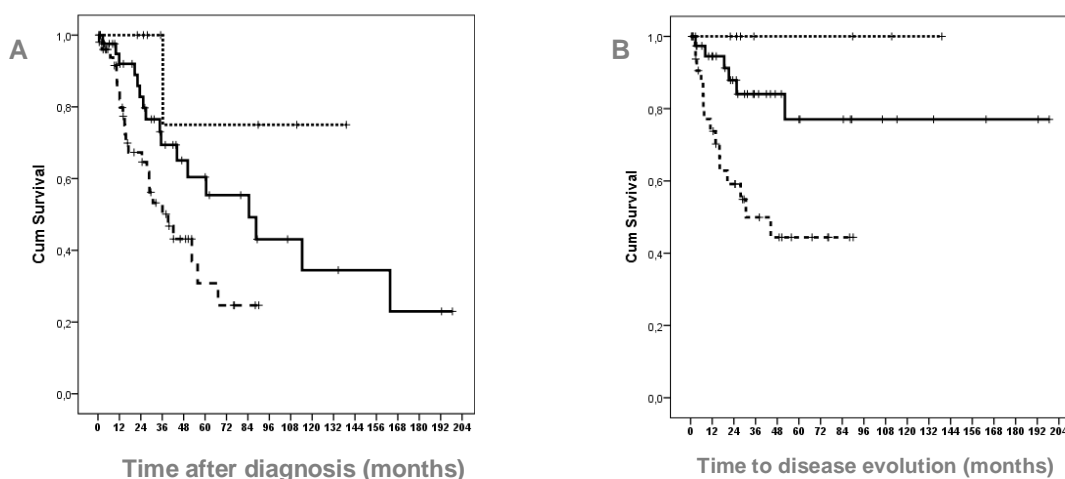 A
Cum Survival
1,0
0,8
0,6
0,4
0,2
0,0
0 12 24 36 48 60 72 84 96 108 120 132 144 156 168 180 192 204
Time after diagnosis (months)
B
Cum Survival
1,0
0,8
0,6
0,4
0,2
0,0
0 12 24 36 48 60 72 84 96 108 120 132 144 156 168 180 192 204
Time to disease evolution (months)